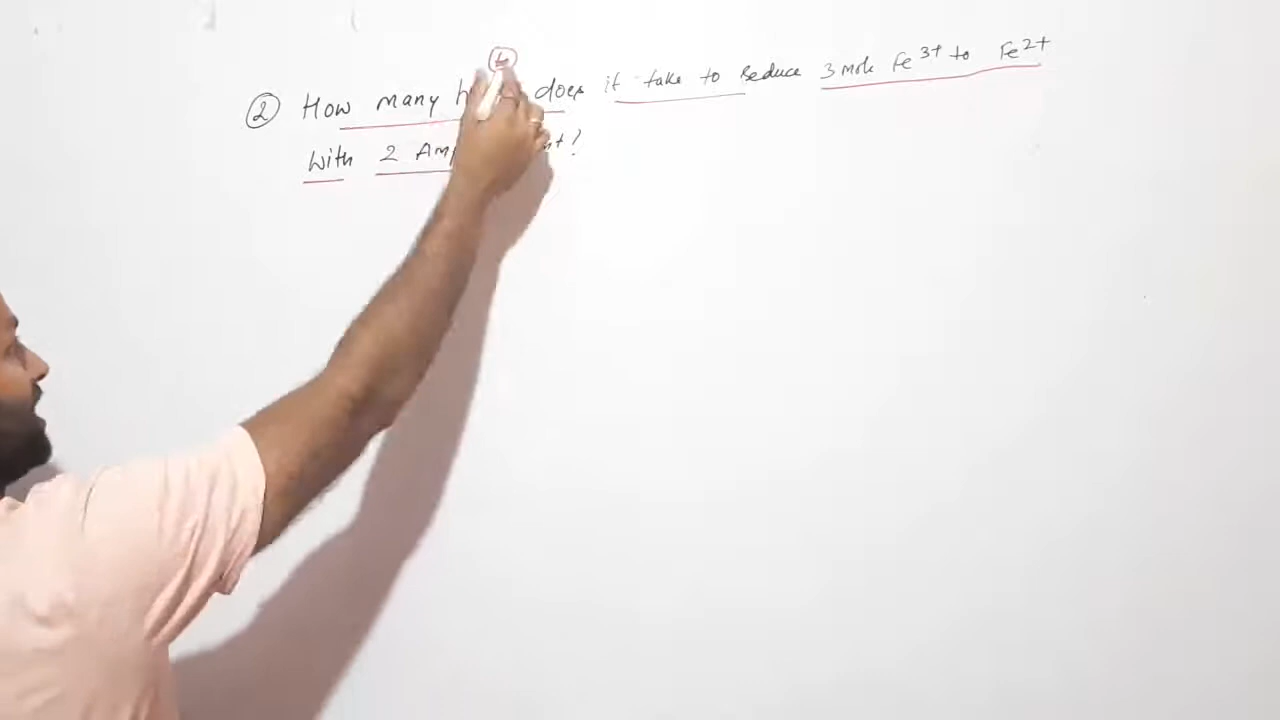 t
② How many does it take to reduce 3 mole Fe³⁺ to Fe²⁺
with 2 Amp ?